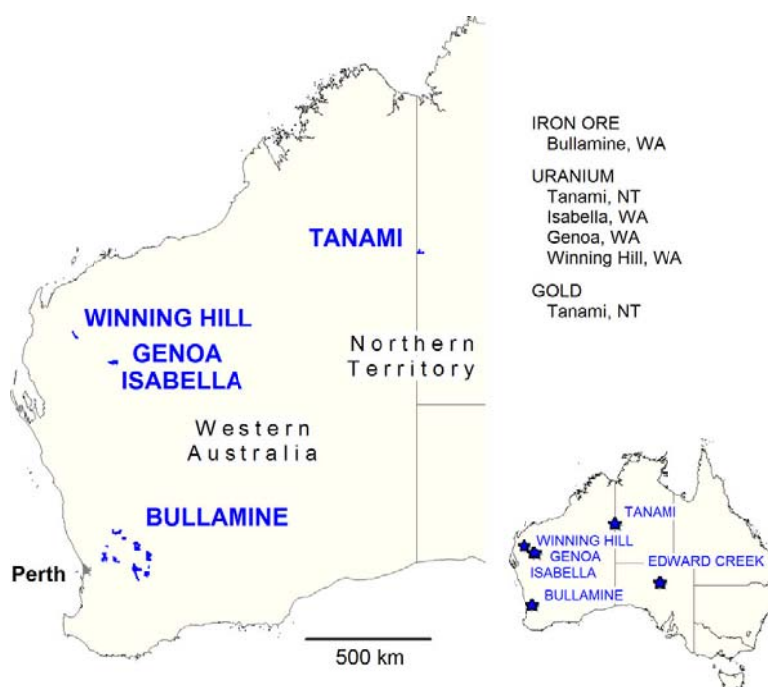 TANAMI
WINNING HILL
GENOA
ISABELLA
Northern
Territory
Western
Australia
BULLAMINE
Perth
500 km
IRON ORE
Bullamine, WA
URANIUM
Tanami, NT
Isabella, WA
Genoa, WA
Winning Hill, WA
GOLD
Tanami, NT
TANAMI
WINNING HILL
GENOA
ISABELLA
EDWARD CREEK
BULLAMINE